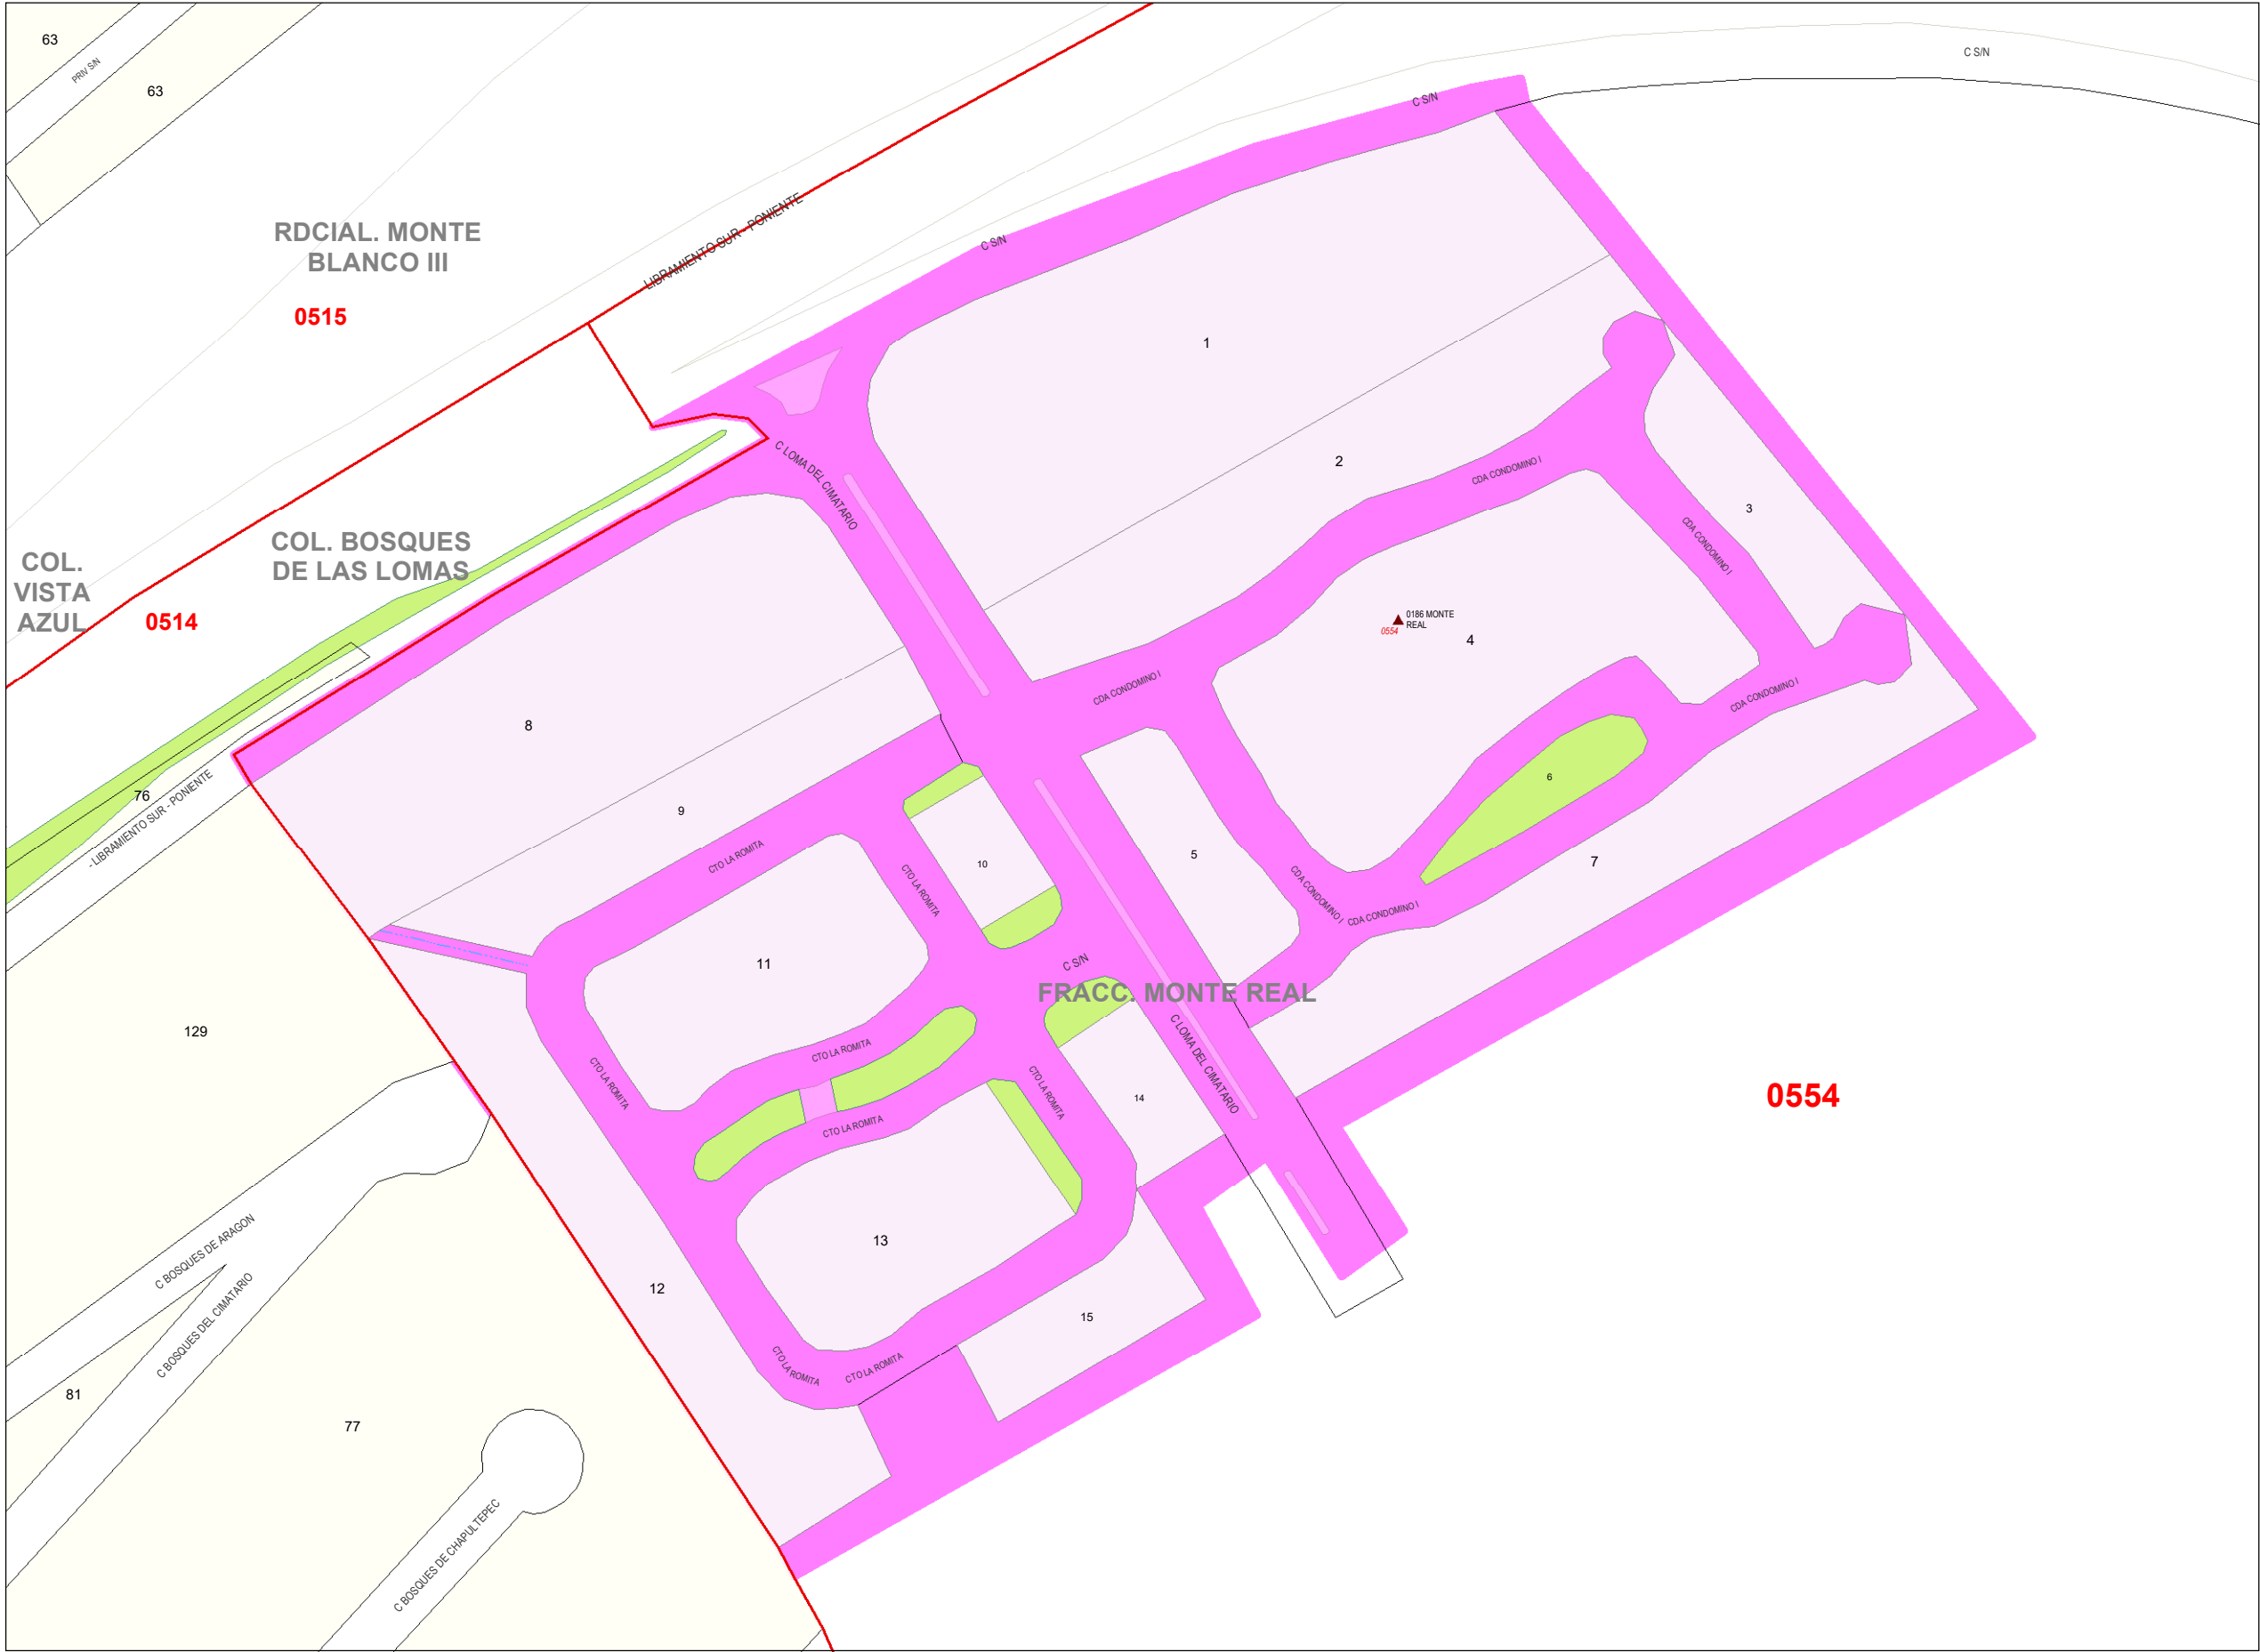 63
PRIV S/N
63
C S/N
C S/N
RDCIAL. MONTE
BLANCO III
LIBRAMIENTO SUR - PONIENTE
C S/N
0515
1
2
C LOMA DEL CIMATARIO
CDA CONDOMINO I
3
CDA CONDOMINO I
COL. BOSQUES
DE LAS LOMAS
COL.
VISTA
AZUL
0514
0186 MONTE
REAL
0554
4
CDA CONDOMINO I
CDA CONDOMINO I
8
6
76
- LIBRAMIENTO SUR - PONIENTE
9
CTO LA ROMITA
CTO LA ROMITA
10
5
7
CDA CONDOMINO I
CDA CONDOMINO I
11
C S/N
FRACC. MONTE REAL
129
CTO LA ROMITA
CTO LA ROMITA
CTO LA ROMITA
CTO LA ROMITA
14
C LOMA DEL CIMATARIO
0554
C BOSQUES DE ARAGON
C BOSQUES DEL CIMATARIO
13
12
15
CTO LA ROMITA
CTO LA ROMITA
81
77
C BOSQUES DE CHAPULTEPEC